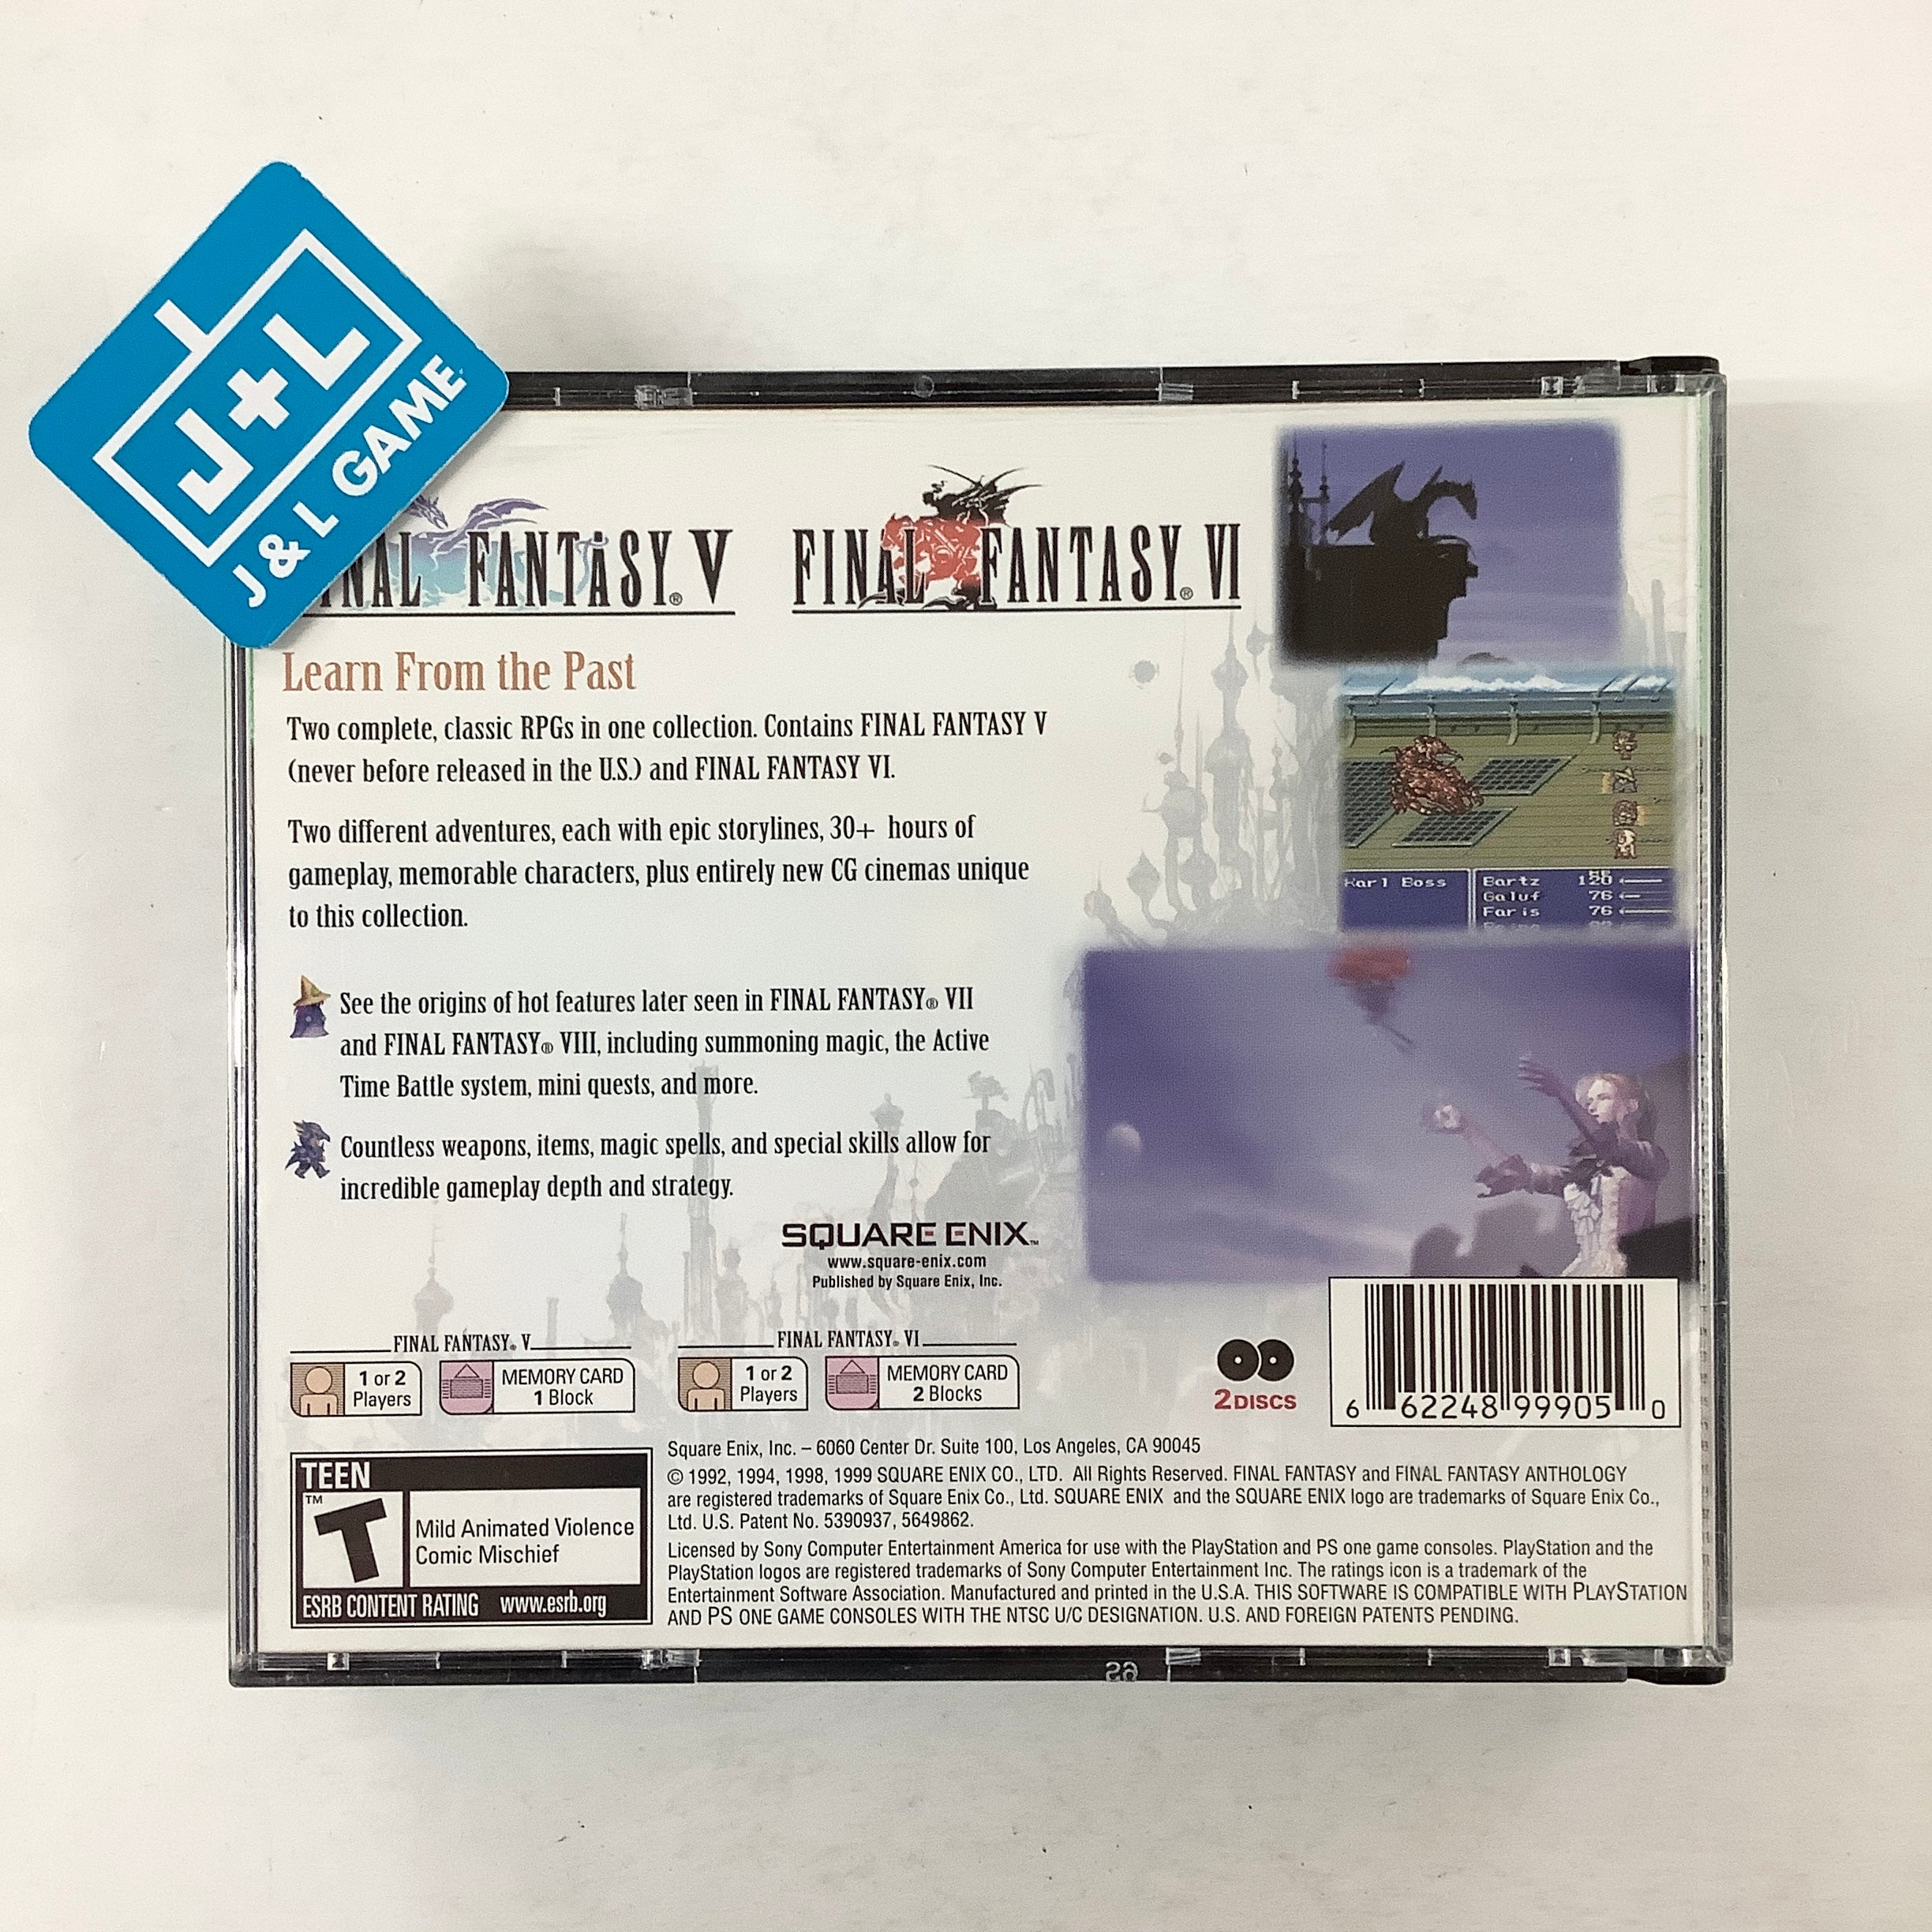 J+L
J & L GAME
FINAL FANTASY® V
FINAL FANTASY® VI
Learn From the Past
Two complete, classic RPGs in one collection. Contains FINAL FANTASY V
(never before released in the U.S.) and FINAL FANTASY VI.
Two different adventures, each with epic storylines, 30+ hours of
gameplay, memorable characters, plus entirely new CG cinemas unique
to this collection.
See the origins of hot features later seen in FINAL FANTASY® VII
and FINAL FANTASY® VIII, including summoning magic, the Active
Time Battle system, mini quests, and more.
Countless weapons, items, magic spells, and special skills allow for
incredible gameplay depth and strategy.
Karl Boss
Bartz 120
Galuf 76
Faris 76
SQUARE ENIX™
www.square-enix.com
Published by Square Enix, Inc.
FINAL FANTASY® V
1 or 2
Players
MEMORY CARD
1 Block
FINAL FANTASY® VI
1 or 2
Players
MEMORY CARD
2 Blocks
2 DISCS
6 62248 99905 0
TEEN
T™
Mild Animated Violence
Comic Mischief
ESRB CONTENT RATING www.esrb.org
Square Enix, Inc. – 6060 Center Dr. Suite 100, Los Angeles, CA 90045
© 1992, 1994, 1998, 1999 SQUARE ENIX CO., LTD. All Rights Reserved. FINAL FANTASY and FINAL FANTASY ANTHOLOGY
are registered trademarks of Square Enix Co., Ltd. SQUARE ENIX and the SQUARE ENIX logo are trademarks of Square Enix Co.,
Ltd. U.S. Patent No. 5390937, 5649862.
Licensed by Sony Computer Entertainment America for use with the PlayStation and PS one game consoles. PlayStation and the
PlayStation logos are registered trademarks of Sony Computer Entertainment Inc. The ratings icon is a trademark of the
Entertainment Software Association. Manufactured and printed in the U.S.A. THIS SOFTWARE IS COMPATIBLE WITH PLAYSTATION
AND PS ONE GAME CONSOLES WITH THE NTSC U/C DESIGNATION. U.S. AND FOREIGN PATENTS PENDING.